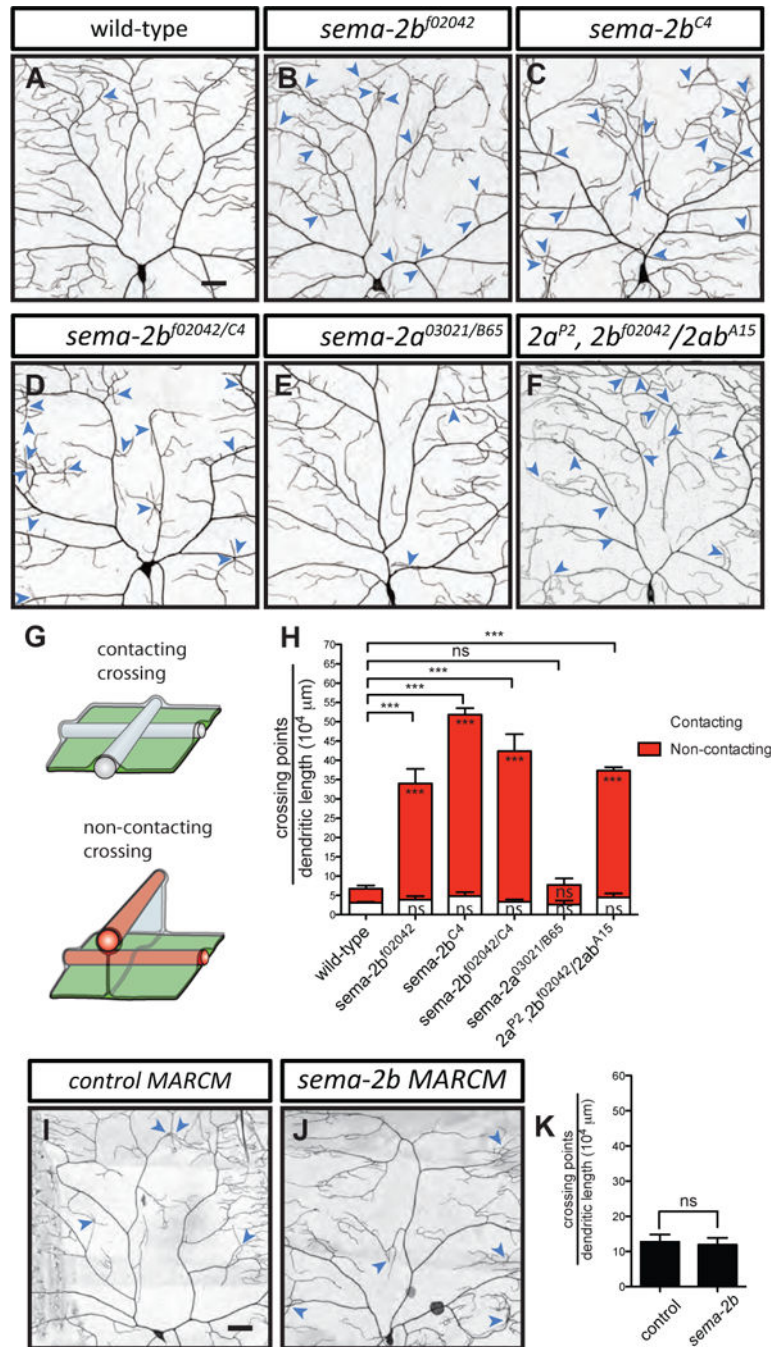 wild-type
sema-2b^f02042
sema-2b^C4
A
B
C
sema-2b^f02042/C4
sema-2a^03021/B65
2a^P2, 2b^f02042/2ab^A15
D
E
F
G
contacting
crossing
non-contacting
crossing
H
crossing points
dendritic length (10^4 μm)
70
65
60
55
50
45
40
35
30
25
20
15
10
5
0
***
ns
***
***
***
***
***
***
ns
***
ns
ns
ns
ns
ns
Contacting
Non-contacting
wild-type
sema-2b^f02042
sema-2b^C4
sema-2b^f02042/C4
sema-2a^03021/B65
2a^P2,2b^f02042/2ab^A15
control MARCM
sema-2b MARCM
I
J
K
crossing points
dendritic length (10^4 μm)
60
50
40
30
20
10
0
ns
control
sema-2b